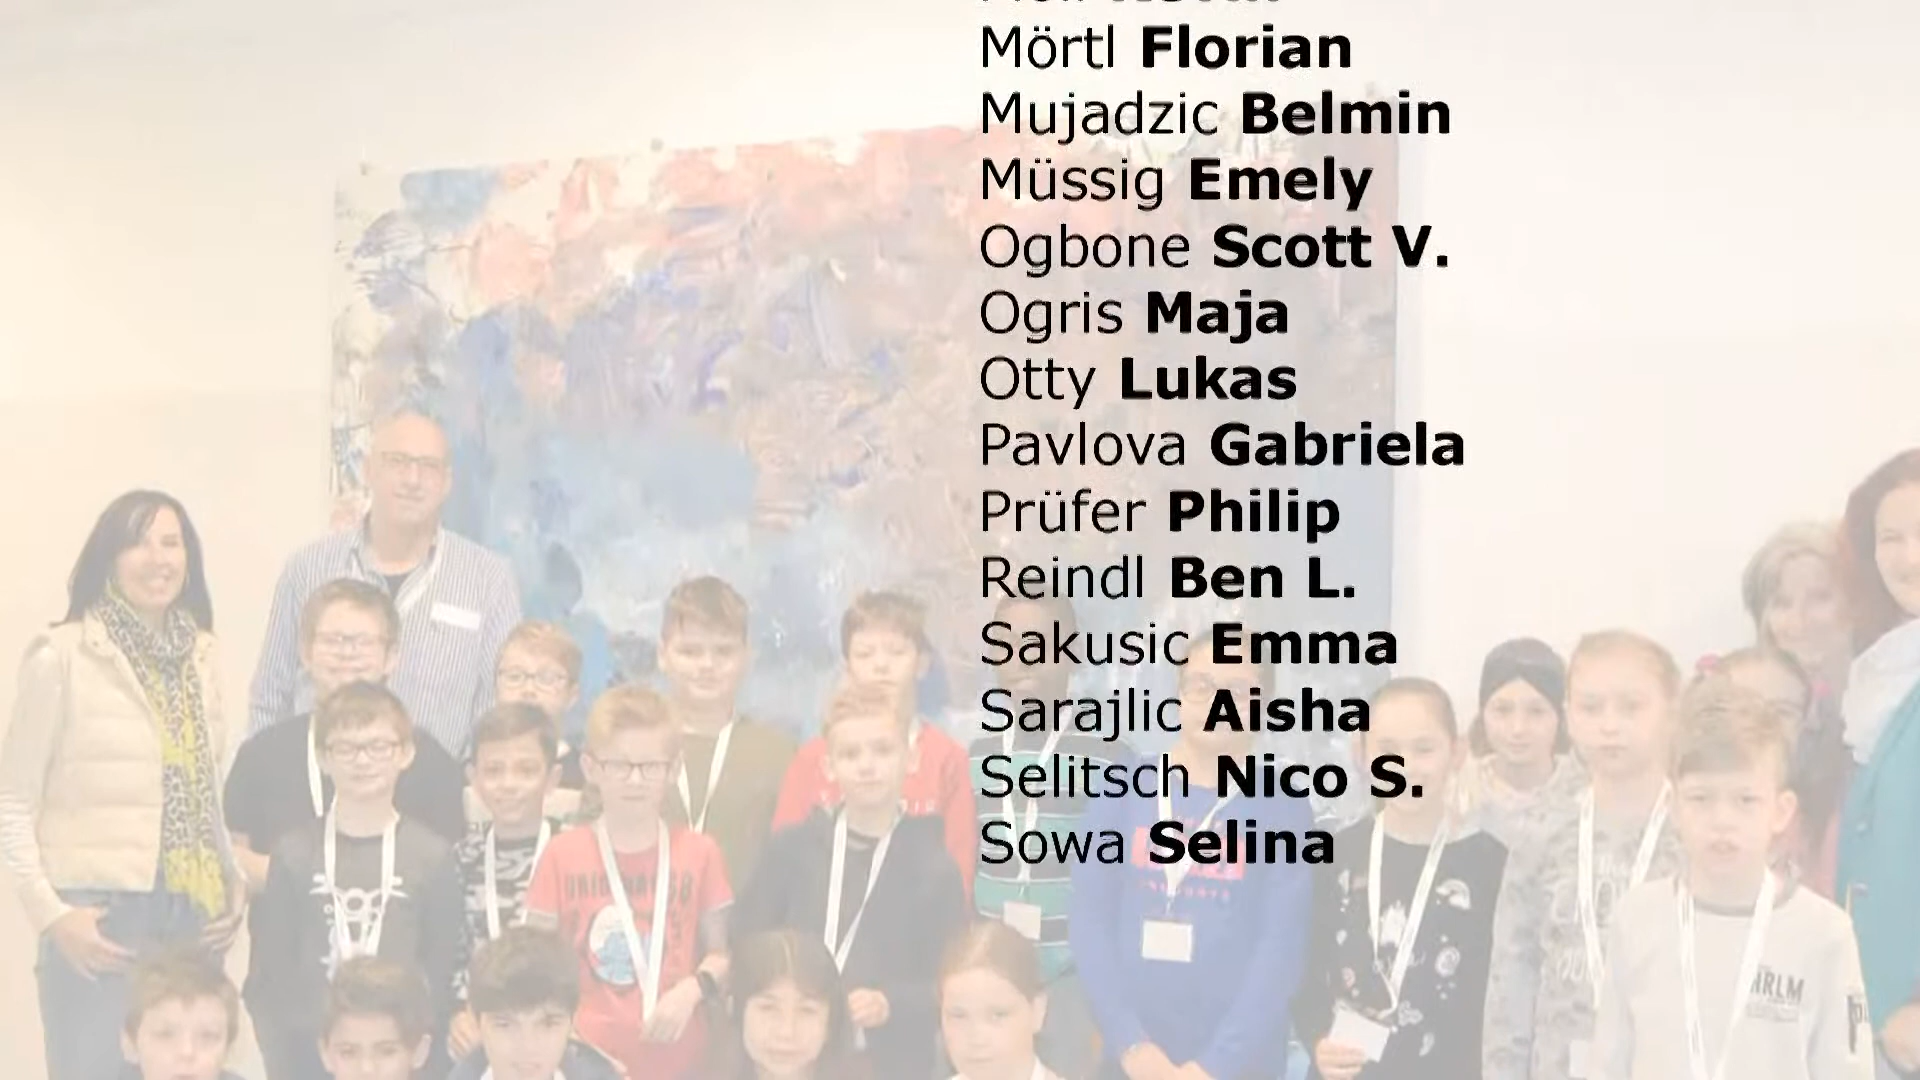 Mörtl Florian
Mujadzic Belmin
Müssig Emely
Ogbone Scott V.
Ogris Maja
Otty Lukas
Pavlova Gabriela
Prüfer Philip
Reindl Ben L.
Sakusic Emma
Sarajlic Aisha
Selitsch Nico S.
Sowa Selina